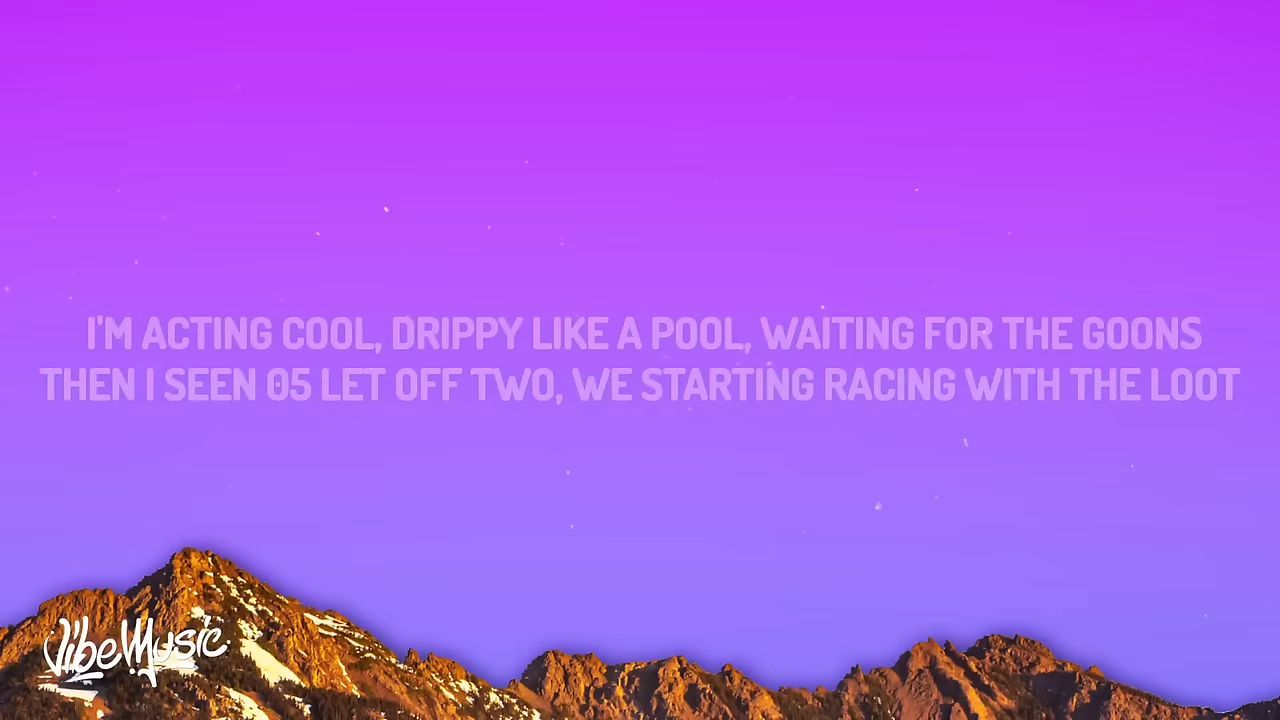 I'M ACTING COOL, DRIPPY LIKE A POOL, WAITING FOR THE GOONS
THEN I SEEN 05 LET OFF TWO, WE STARTING RACING WITH THE LOOT
VibeMusic